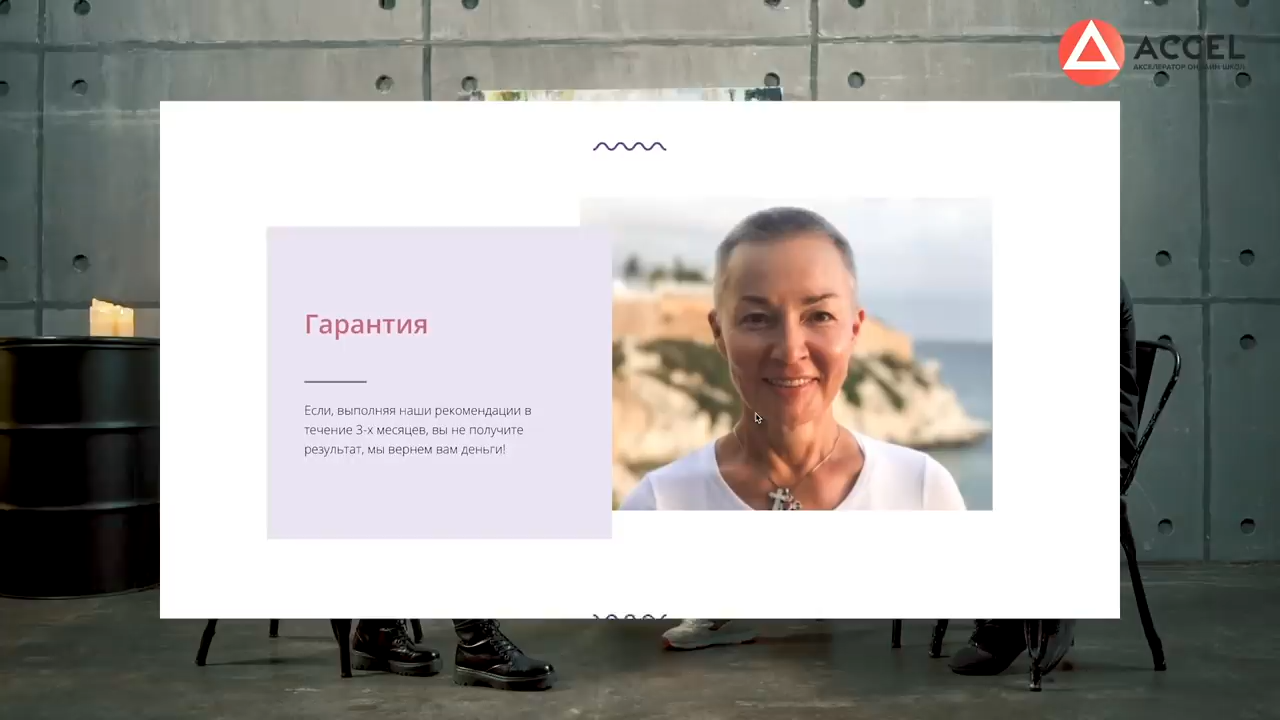 ACCEL
АКСЕЛЕРАТОР ОНЛАЙН-ШКОЛ
Гарантия
Если, выполняя наши рекомендации в
течение 3-х месяцев, вы не получите
результат, мы вернем вам деньги!